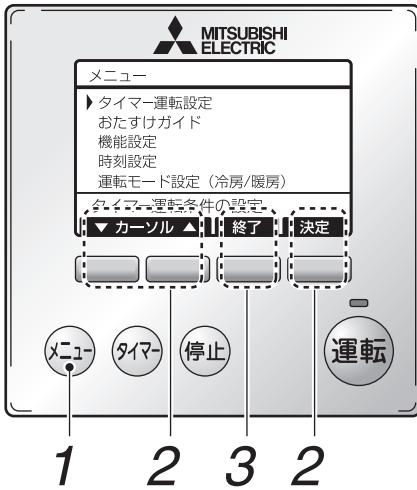 MITSUBISHI
ELECTRIC
メニュー
タイマー運転設定
おたすけガイド
機能設定
時刻設定
運転モード設定(冷房/暖房)
タイマー運転条件の設定
▼ カーソル ▲ 終了 決定
メニュー タイマー 停止 運転
1 2 3 2